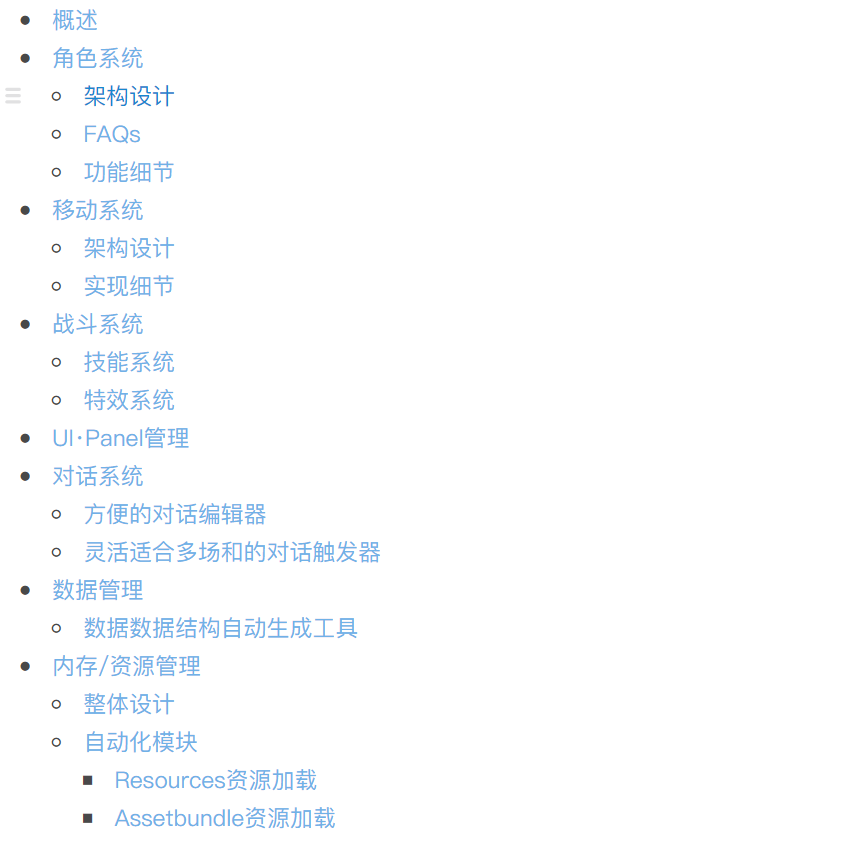 概述
角色系统
架构设计
FAQs
功能细节
移动系统
架构设计
实现细节
战斗系统
技能系统
特效系统
UI·Panel管理
对话系统
方便的对话编辑器
灵活适合多场和的对话触发器
数据管理
数据数据结构自动生成工具
内存/资源管理
整体设计
自动化模块
Resources资源加载
Assetbundle资源加载